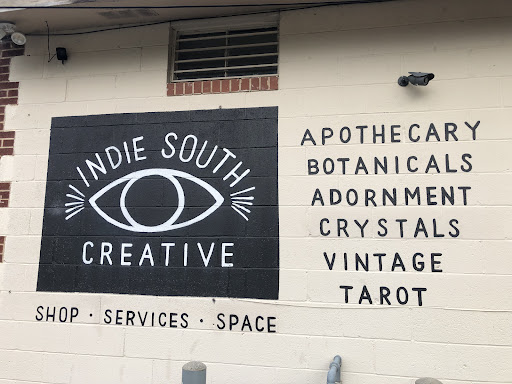 INDIE SOUTH
CREATIVE
SHOP · SERVICES · SPACE
APOTHECARY
BOTANICALS
ADORNMENT
CRYSTALS
VINTAGE
TAROT